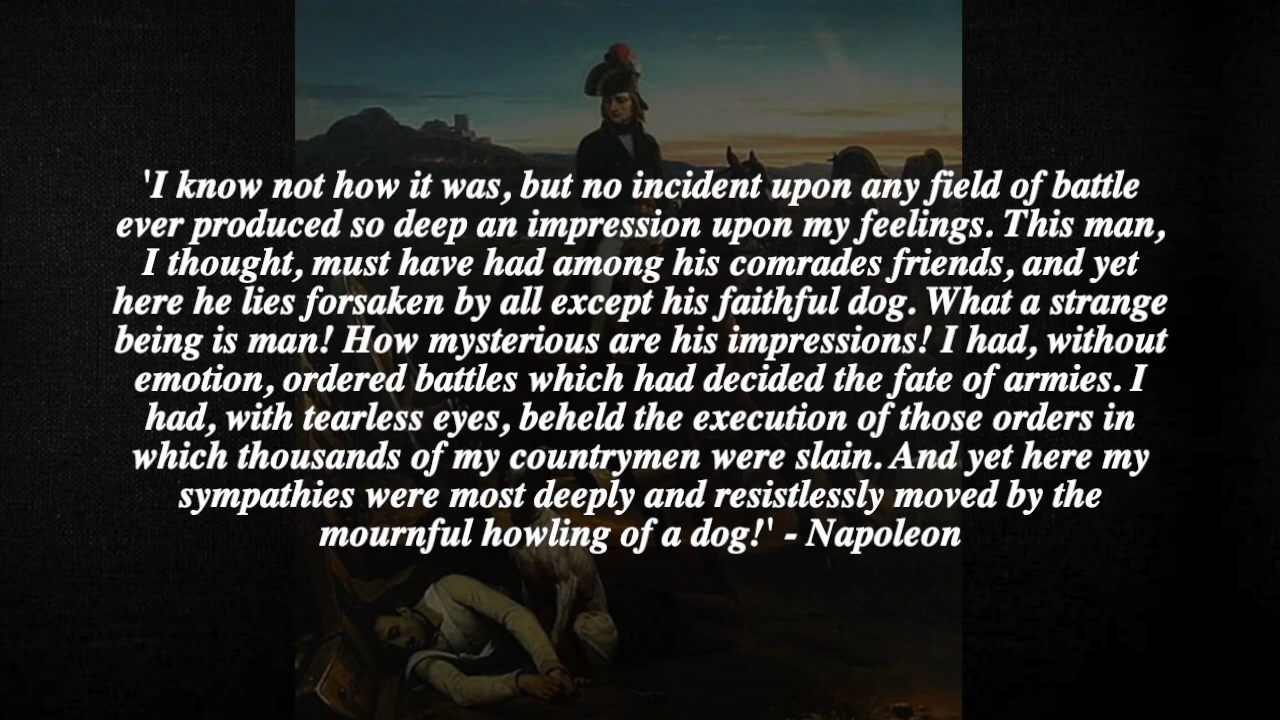 'I know not how it was, but no incident upon any field of battle
ever produced so deep an impression upon my feelings. This man,
I thought, must have had among his comrades friends, and yet
here he lies forsaken by all except his faithful dog. What a strange
being is man! How mysterious are his impressions! I had, without
emotion, ordered battles which had decided the fate of armies. I
had, with tearless eyes, beheld the execution of those orders in
which thousands of my countrymen were slain. And yet here my
sympathies were most deeply and resistlessly moved by the
mournful howling of a dog!' - Napoleon